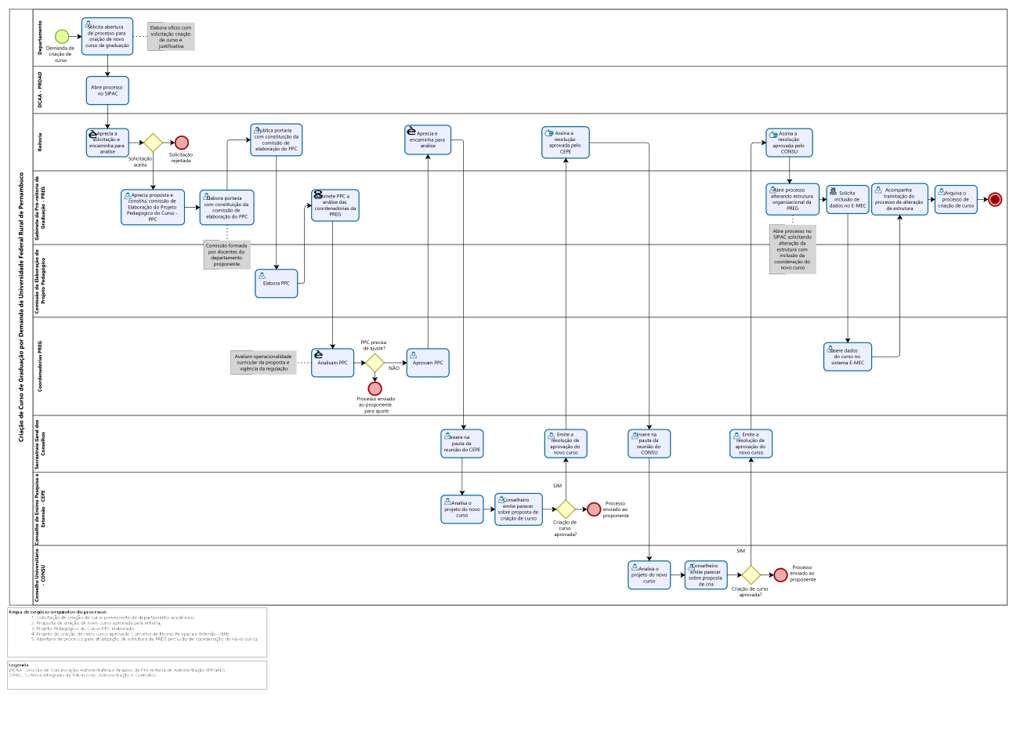 Criação de Curso de Graduação por Demanda da Universidade Federal Rural de Pernambuco
Departamento
Demanda de
criação de
curso
Solicita abertura
de processo para
criação de novo
curso da graduação
Elabora ofício com
solicitação criação
de curso e
justificativa
DCAA - PROAD
Abre processo
no SIPAC
Reitoria
Aprecia a
solicitação e
encaminha para
análise
Solicitação
aceita
Solicitação
rejeitada
Publica portaria
com constituição da
comissão de
elaboração do PPC
Aprecia e
encaminha para
análise
Assina a
resolução
aprovada pelo
CEPE
Assina a
resolução
aprovada pelo
CONSU
Gabinete da Pró-reitoria de
Graduação - PREG
Aprecia proposta e
Constitui comissão de
Elaboração do Projeto
Pedagógico do Curso -
PPC
Elabora portaria
com constituição da
comissão de
elaboração do PPC
Comissão formada
por docentes do
departamento
proponente
Submete PPC a
análise das
coordenadorias da
PREG
Abre processo
alterando estrutura
organizacional da
PREG
Abre processo no
SIPAC solicitando
alteração da
estrutura com
inclusão da
coordenação do
novo curso
Solicita
inclusão de
dados no E-MEC
Acompanha
tramitação do
processo de alteração
da estrutura
Arquiva o
processo de
criação de curso
Comissão de Elaboração de
Projeto Pedagógico
Elabora PPC
Coordenadorias PREG
Avaliam operacionalidade
curricular da proposta e
vigência da regulação
Analisam PPC
PPC precisa
de ajuste?
NÃO
Processo enviado
ao proponente
para ajuste
Aprovam PPC
Insere dados
do curso no
sistema E-MEC
Secretaria Geral dos
Conselhos
Insere na
pauta da
reunião do CEPE
Emite a
resolução de
aprovação do
novo curso
Insere na
pauta da
reunião do
CONSU
Emite a
resolução de
aprovação do
novo curso
Conselho de Ensino Pesquisa e
Extensão - CEPE
Analisa o
projeto do novo
curso
Conselheiro
emite parecer
sobre proposta de
criação de curso
SIM
Criação de
curso
aprovada?
Processo
enviado ao
proponente
Conselho Universitário
- CONSU
Analisa o
projeto do novo
curso
Conselheiro
emite parecer
sobre proposta
de cria
SIM
Criação de curso
aprovada?
Processo
enviado ao
proponente
Legenda